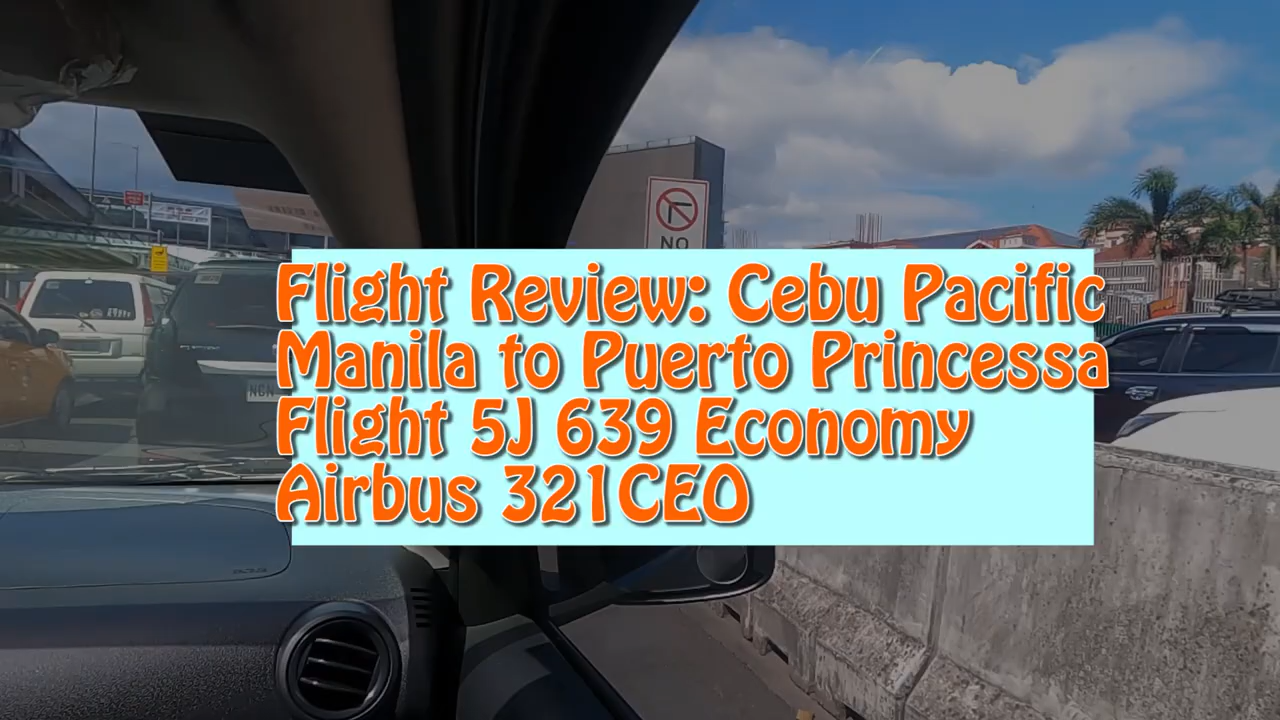 NO
Flight Review: Cebu Pacific
Manila to Puerto Princessa
Flight 5J 639 Economy
Airbus 321CEO